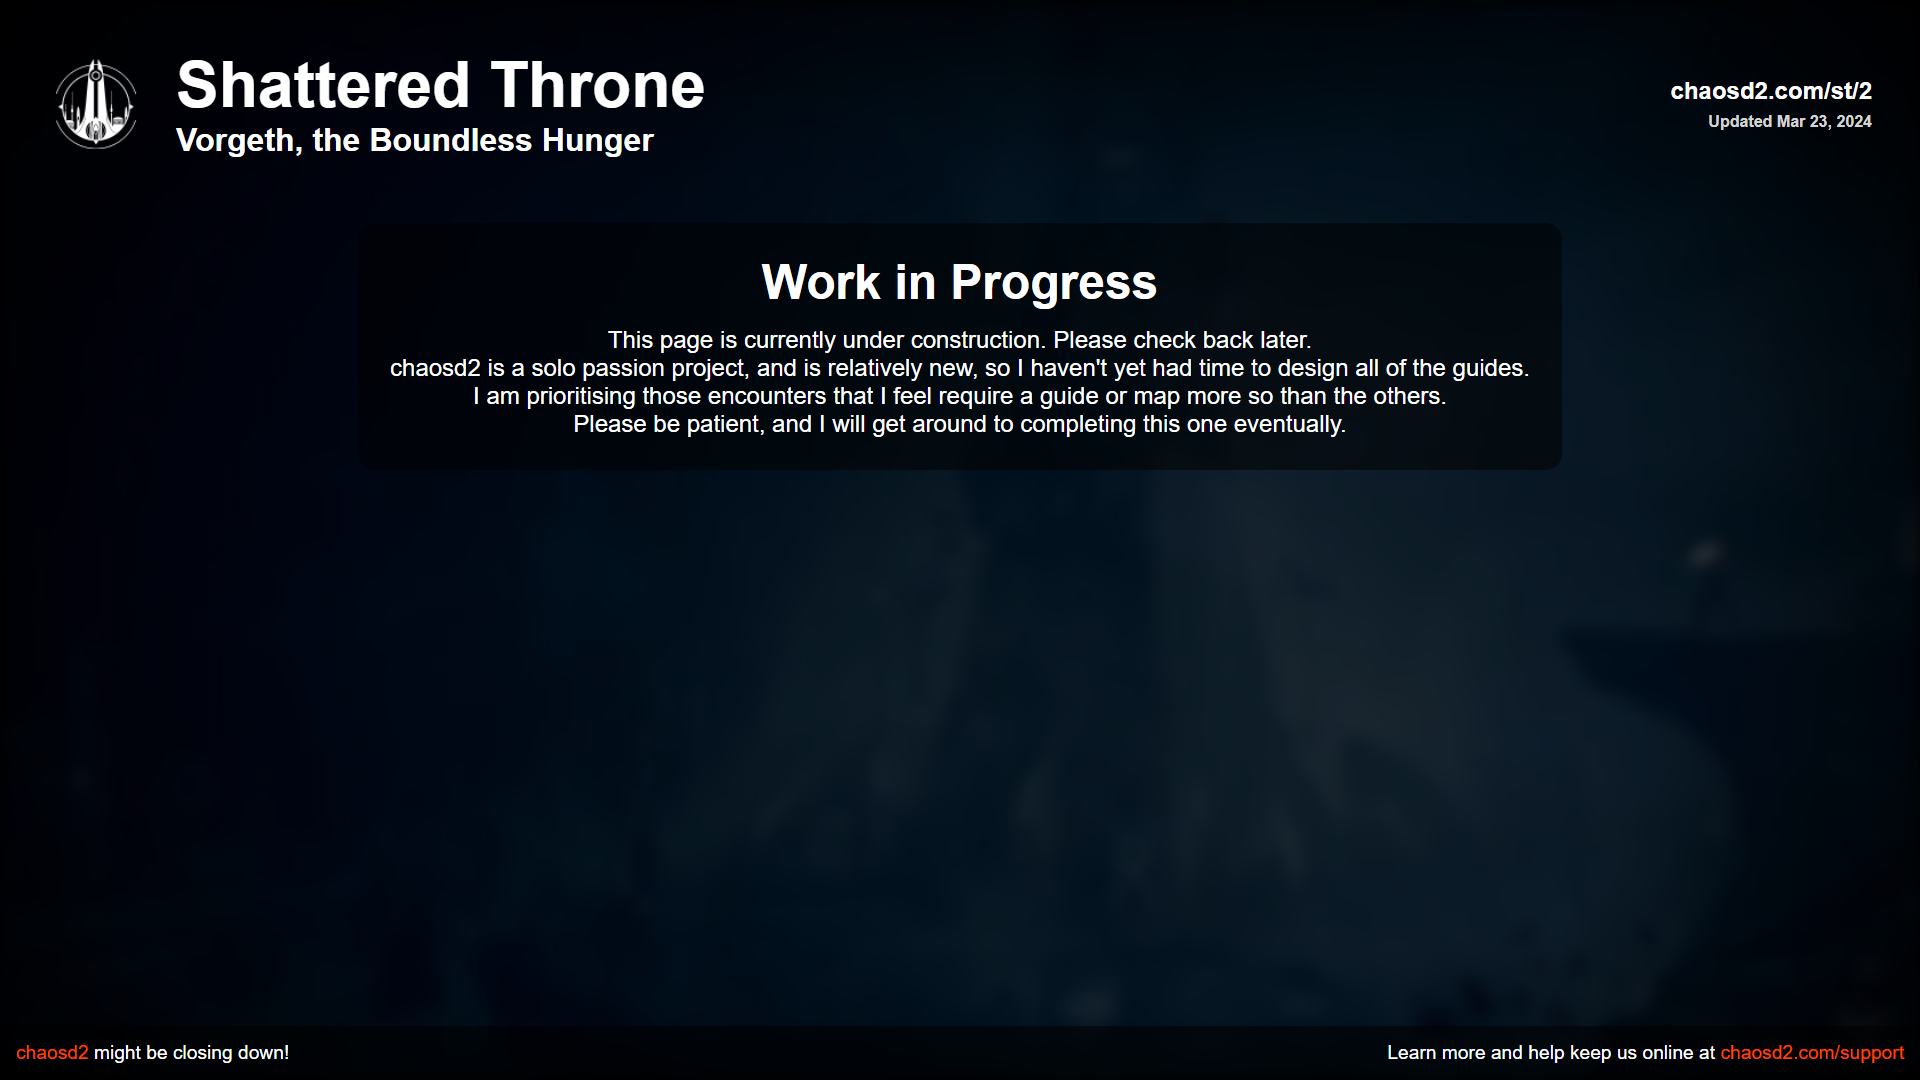 Shattered Throne
Vorgeth, the Boundless Hunger
chaosd2.com/st/2
Updated Mar 23, 2024
Work in Progress
This page is currently under construction. Please check back later.
chaosd2 is a solo passion project, and is relatively new, so I haven't yet had time to design all of the guides.
I am prioritising those encounters that I feel require a guide or map more so than the others.
Please be patient, and I will get around to completing this one eventually.
chaosd2 might be closing down!
Learn more and help keep us online at chaosd2.com/support